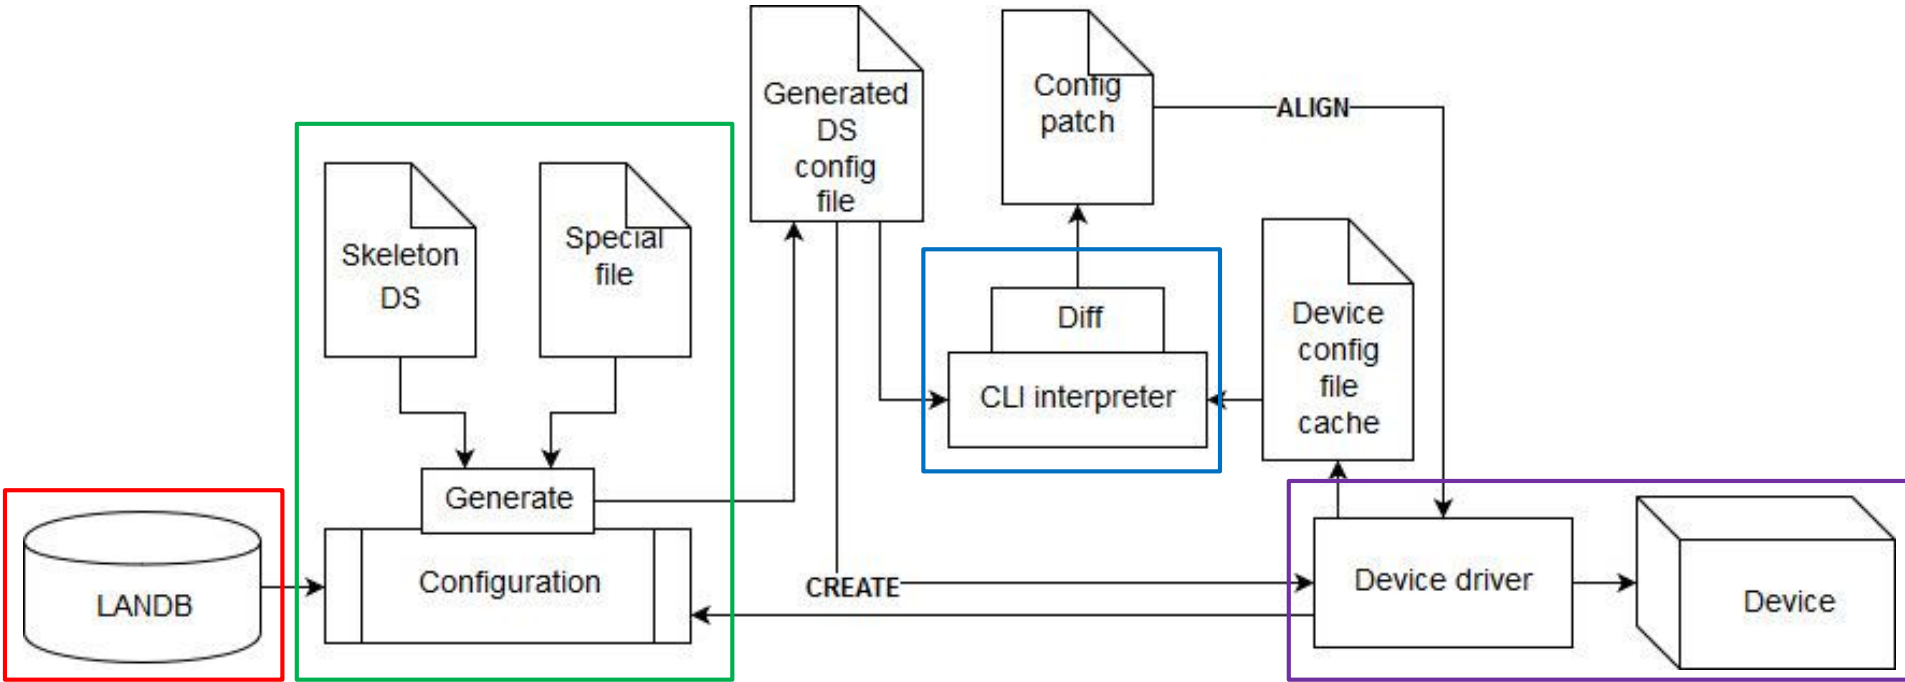 Generated
DS
config
file
Config
patch
ALIGN
Skeleton
DS
Special
file
Diff
CLI interpreter
Device
config
file
cache
Generate
Configuration
LANDB
CREATE
Device driver
Device